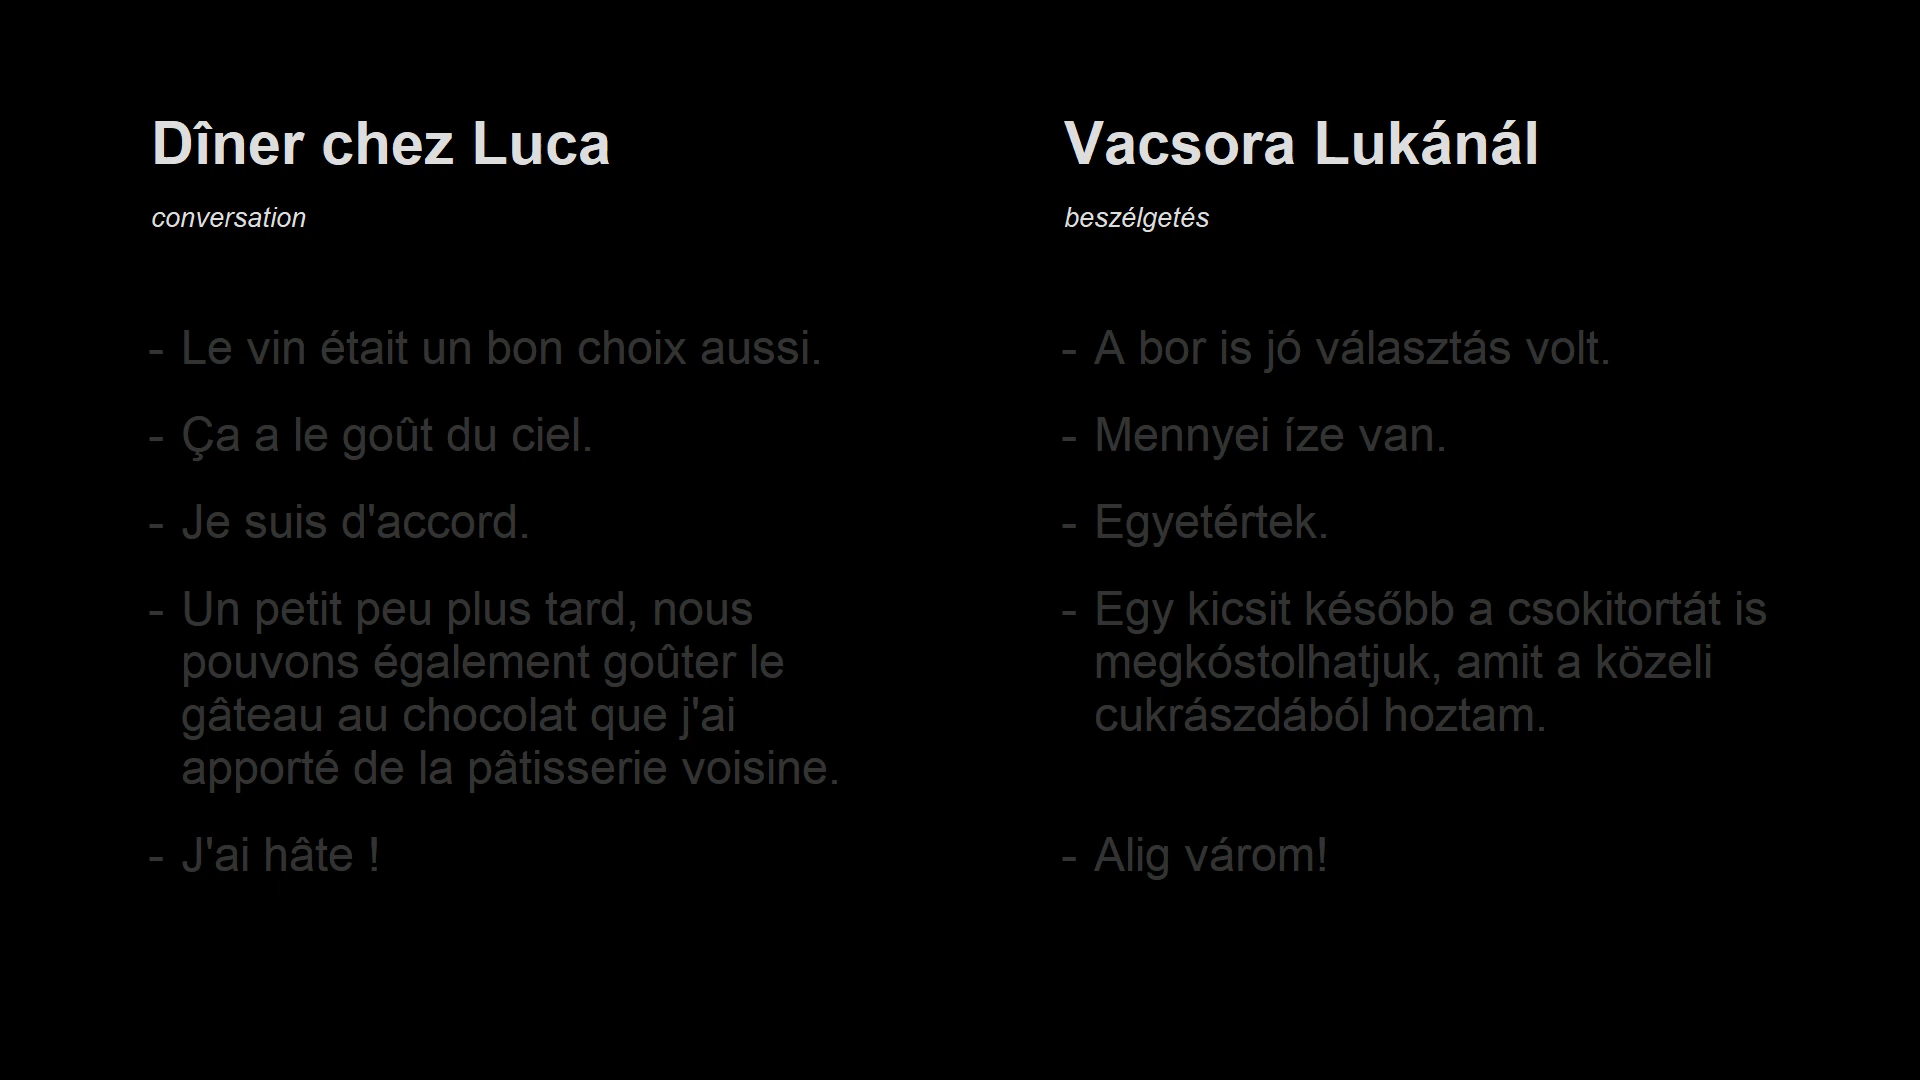 Dîner chez Luca
conversation
- Le vin était un bon choix aussi.
- Ça a le goût du ciel.
- Je suis d'accord.
- Un petit peu plus tard, nous
pouvons également goûter le
gâteau au chocolat que j'ai
apporté de la pâtisserie voisine.
- J'ai hâte !
Vacsora Lukánál
beszélgetés
- A bor is jó választás volt.
- Mennyei íze van.
- Egyetértek.
- Egy kicsit később a csokitortát is
megkóstolhatjuk, amit a közeli
cukrászdából hoztam.
- Alig várom!